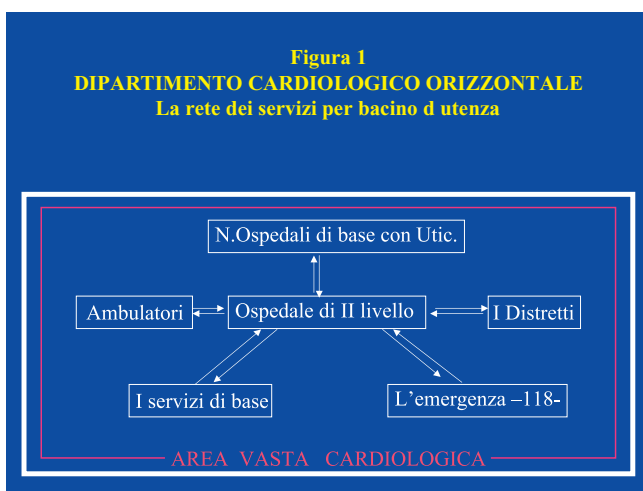 Figura 1
DIPARTIMENTO CARDIOLOGICO ORIZZONTALE
La rete dei servizi per bacino d utenza
N.Ospedali di base con Utic.
Ambulatori
Ospedale di II livello
I Distretti
I servizi di base
L’emergenza –118-
AREA VASTA CARDIOLOGICA